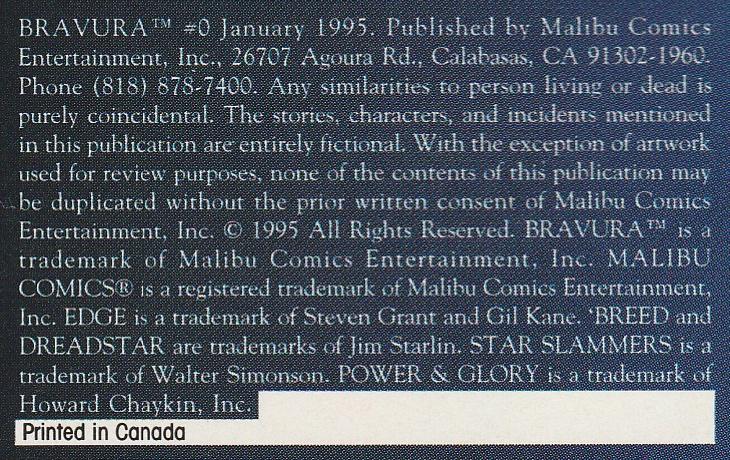 BRAVURA™ #0 January 1995. Published by Malibu Comics
Entertainment, Inc., 26707 Agoura Rd., Calabasas, CA 91302-1960.
Phone (818) 878-7400. Any similarities to person living or dead is
purely coincidental. The stories, characters, and incidents mentioned
in this publication are entirely fictional. With the exception of artwork
used for review purposes, none of the contents of this publication may
be duplicated without the prior written consent of Malibu Comics
Entertainment, Inc. © 1995 All Rights Reserved. BRAVURA™ is a
trademark of Malibu Comics Entertainment, Inc. MALIBU
COMICS® is a registered trademark of Malibu Comics Entertainment,
Inc. EDGE is a trademark of Steven Grant and Gil Kane. ‘BREED and
DREADSTAR are trademarks of Jim Starlin. STAR SLAMMERS is a
trademark of Walter Simonson. POWER & GLORY is a trademark of
Howard Chaykin, Inc.
Printed in Canada